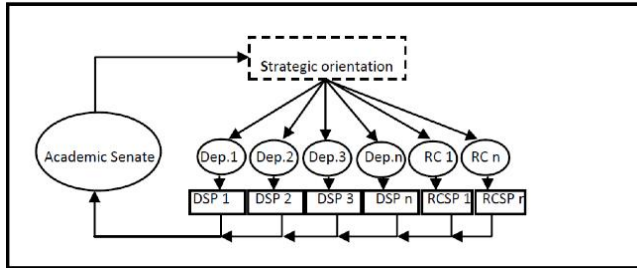 Strategic orientation
Academic Senate
Dep.1 Dep.2 Dep.3 Dep.n RC 1 RC n
DSP 1 DSP 2 DSP 3 DSP n RCSP 1 RCSP n